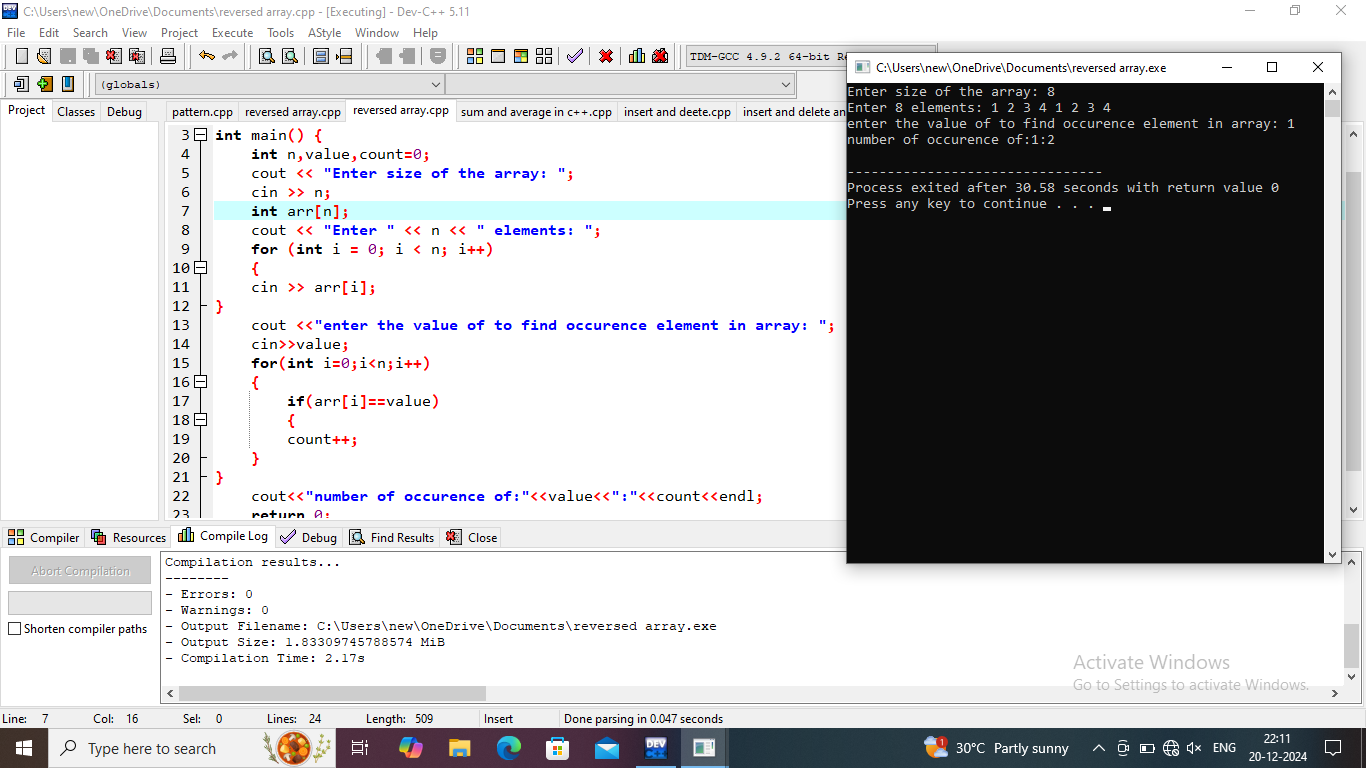 C:\Users\new\OneDrive\Documents\reversed array.cpp - [Executing] - Dev-C++ 5.11
File Edit Search View Project Execute Tools AStyle Window Help
TDM-GCC 4.9.2 64-bit Re
(globals)
Project Classes Debug
pattern.cpp reversed array.cpp reversed array.cpp sum and average in c++.cpp insert and deete.cpp insert and delete an
3 int main() {
4 int n,value,count=0;
5 cout << "Enter size of the array: ";
6 cin >> n;
7 int arr[n];
8 cout << "Enter " << n << " elements: ";
9 for (int i = 0; i < n; i++)
10 {
11 cin >> arr[i];
12 }
13 cout <<"enter the value of to find occurence element in array: ";
14 cin>>value;
15 for(int i=0;i<n;i++)
16 {
17 if(arr[i]==value)
18 {
19 count++;
20 }
21 }
22 cout<<"number of occurence of:"<<value<<":"<<count<<endl;
23 return 0;
C:\Users\new\OneDrive\Documents\reversed array.exe
Enter size of the array: 8
Enter 8 elements: 1 2 3 4 1 2 3 4
enter the value of to find occurence element in array: 1
number of occurence of:1:2
--------------------------------
Process exited after 30.58 seconds with return value 0
Press any key to continue . . .
Compiler Resources Compile Log Debug Find Results Close
Abort Compilation
Shorten compiler paths
Compilation results...
--------
- Errors: 0
- Warnings: 0
- Output Filename: C:\Users\new\OneDrive\Documents\reversed array.exe
- Output Size: 1.83309745788574 MiB
- Compilation Time: 2.17s
Activate Windows
Go to Settings to activate Windows.
Line: 7 Col: 16 Sel: 0 Lines: 24 Length: 509 Insert Done parsing in 0.047 seconds
Type here to search
DEV
1
30°C Partly sunny
ENG
22:11
20-12-2024